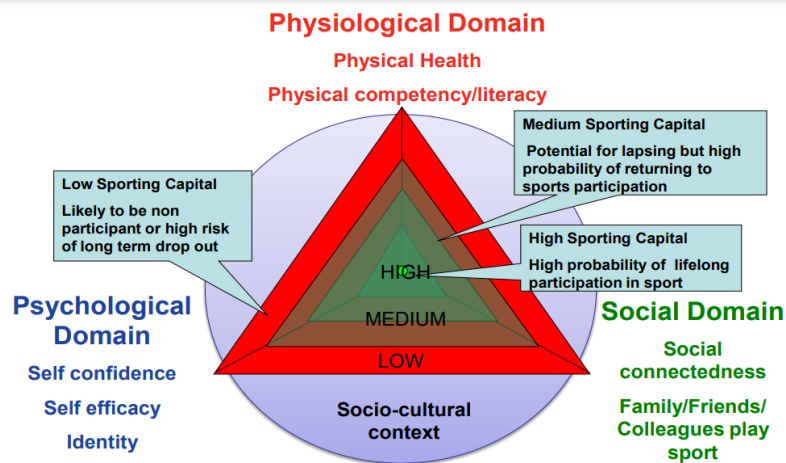 Physiological Domain
Physical Health
Physical competency/literacy
Medium Sporting Capital
Potential for lapsing but high
probability of returning to
sports participation
Low Sporting Capital
Likely to be non
participant or high risk
of long term drop out
High Sporting Capital
High probability of lifelong
participation in sport
HIGH
MEDIUM
LOW
Psychological
Domain
Self confidence
Self efficacy
Identity
Social Domain
Social
connectedness
Family/Friends/
Colleagues play
sport
Socio-cultural
context